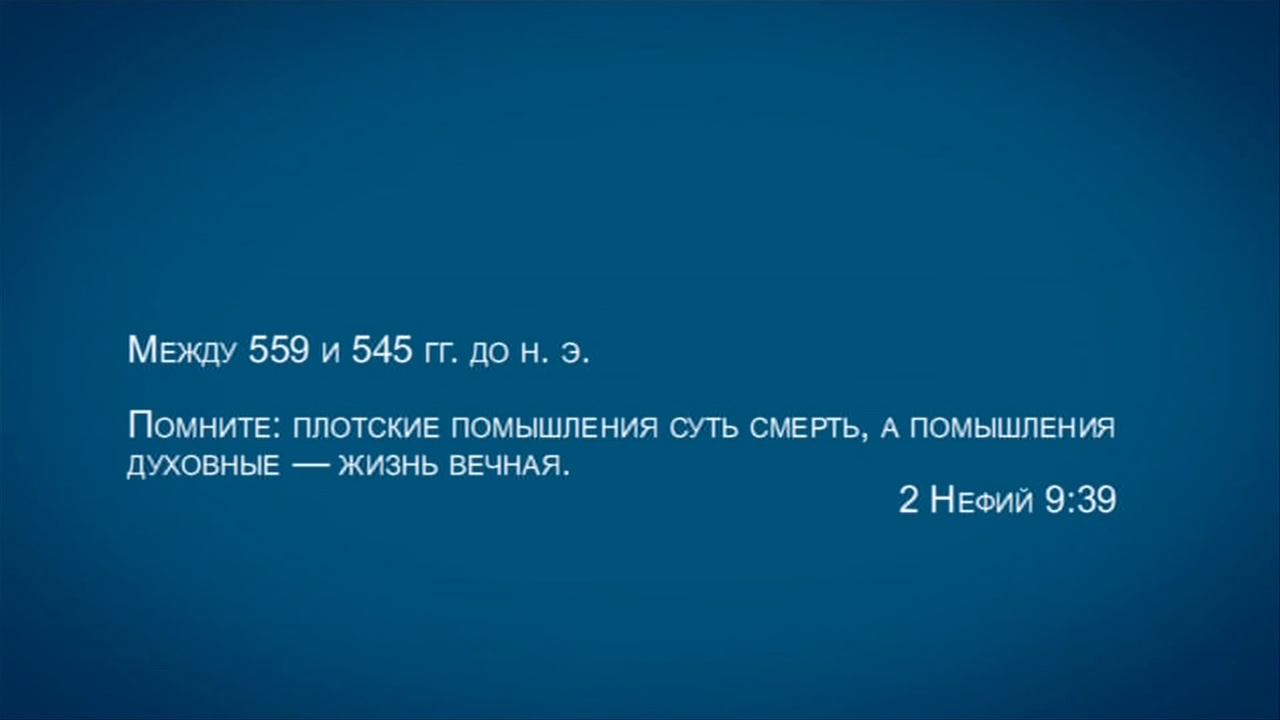 Между 559 и 545 гг. до н. э.
Помните: плотские помышления суть смерть, а помышления
духовные — жизнь вечная.
2 Нефий 9:39